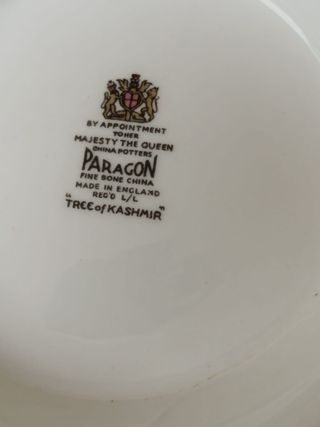 BY APPOINTMENT
TO HER
MAJESTY THE QUEEN
CHINA POTTERS
PARAGON
FINE BONE CHINA
MADE IN ENGLAND
REG'D L/L
"TREE of KASHMIR"